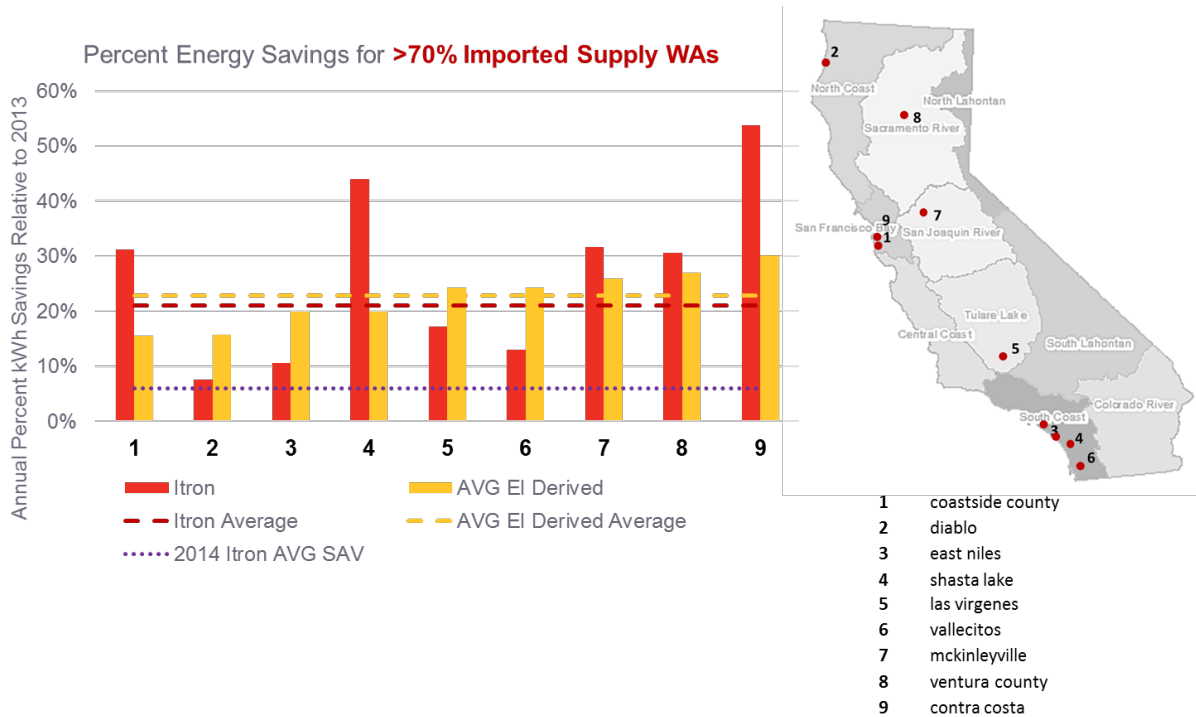 Percent Energy Savings for >70% Imported Supply WAs
Annual Percent kWh Savings Relative to 2013
60%
50%
40%
30%
20%
10%
0%
1 2 3 4 5 6 7 8 9
Itron
AVG EI Derived
Itron Average
AVG EI Derived Average
2014 Itron AVG SAV
2
North Coast
North Lahontan
8
Sacramento River
9
7
San Francisco Bay
1
San Joaquin River
Tulare Lake
Central Coast
South Lahontan
5
Colorado River
South Coast
3
4
6
1 coastside county
2 diablo
3 east niles
4 shasta lake
5 las virgenes
6 vallecitos
7 mckinleyville
8 ventura county
9 contra costa